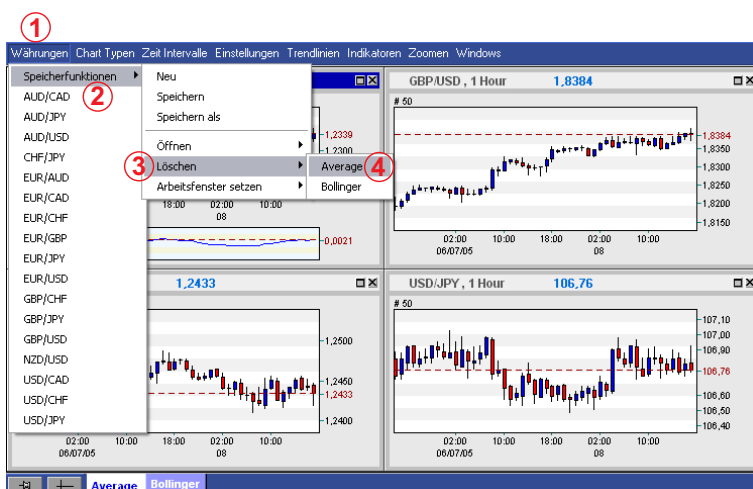 1
Währungen Chart Typen Zeit Intervalle Einstellungen Trendlinien Indikatoren Zoomen Windows
Speicherfunktionen
2
AUD/CAD
AUD/JPY
AUD/USD
CHF/JPY
EUR/AUD
EUR/CAD
EUR/CHF
EUR/GBP
EUR/JPY
EUR/USD
GBP/CHF
GBP/JPY
GBP/USD
NZD/USD
USD/CAD
USD/CHF
USD/JPY
Neu
Speichern
Speichern als
Öffnen
3
Löschen
Arbeitsfenster setzen
Average
4
Bollinger
1,2339
1,2300
18:00 02:00 10:00
08
0,0021
GBP/USD , 1 Hour 1,8384
# 50
1,8384
1,8350
1,8300
1,8250
1,8200
1,8150
02:00 10:00 18:00 02:00 10:00
06/07/05 08
1,2433
1,2500
1,2450
1,2433
1,2400
02:00 10:00 18:00 02:00 10:00
06/07/05 08
USD/JPY , 1 Hour 106,76
# 50
107,10
107,00
106,90
106,76
106,60
106,50
106,40
02:00 10:00 18:00 02:00 10:00
06/07/05 08
Average Bollinger